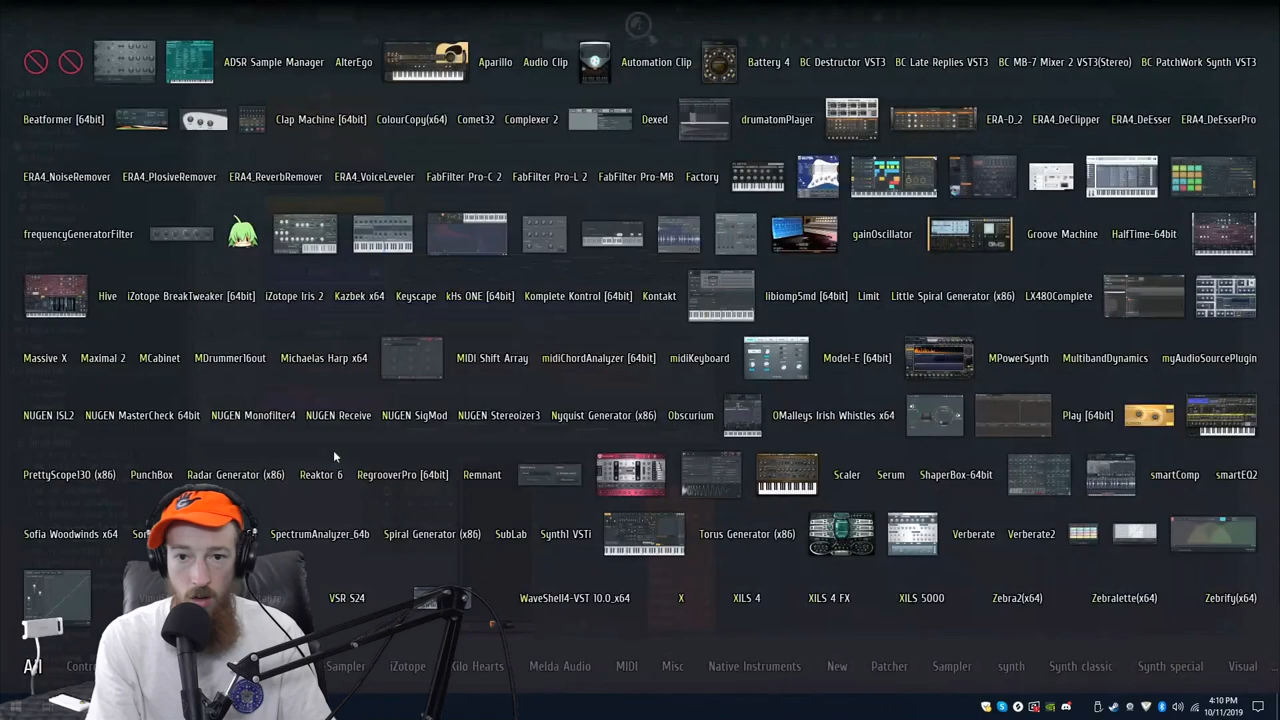 ADSR Sample Manager AlterEgo Aparillo Audio Clip Automation Clip Battery 4 BC Destructor VST3 BC Late Replies VST3 BC MB-7 Mixer 2 VST3(Stereo) BC PatchWork Synth VST3
Beatformer [64bit] Clap Machine [64bit] ColourCopy(x64) Comet32 Complexer 2 Dexed drumatomPlayer ERA-D_2 ERA4_DeClipper ERA4_DeEsser ERA4_DeEsserPro
ERA4_NoiseRemover ERA4_PlosiveRemover ERA4_ReverbRemover ERA4_VoiceLeveler FabFilter Pro-C 2 FabFilter Pro-L 2 FabFilter Pro-MB Factory
frequencyGeneratorFilter. gainOscillator Groove Machine HalfTime-64bit
Hive iZotope BreakTweaker [64bit] iZotope Iris 2 Kazbek x64 Keyscape kHs ONE [64bit] Kontrol [64bit] Kontakt libpiano5md [64bit] Limit Little Spiral Generator (x86) LX480Complete
Massive X Maximal 2 MCabinet MDrummer11out Michaelas Harp x64 MIDI Shift Array midiChordAnalyzer [64b midiKeyboard Modul-E [64bit] MPowerSynth MultibandDynamics myAudioSourcePlugin
NUGEN ISL2 NUGEN MasterCheck 64bit NUGEN Monofilter4 NUGEN Receive NUGEN SigMod NUGEN Stereoizer3 Nyquist Generator (x86) Obscurium OMalleys Irish Whistles x64 Play [64bit]
PrettyScope130 (x86) PunchBox Radar Generator (x86) Reaktor 6 RegrooverPro [64bit] Remnant Scaler Serum ShaperBox-64bit smartComp smartEQ2
Sofia Woodwinds x64 SpectrumAnalyzer_64b Spiral Generator (x86) SubLab Synth1 VSTi Torus Generator (x86) Verberate Verberate2
VSR S24 WaveShell4-VST 10.0_x64 X XILS 4 XILS 4 FX XILS 5000 Zebra2(x64) Zebralette(x64) Zebrify(x64)
All Sampler iZotope Kilo Hearts Melda Audio MIDI Misc Native Instruments New Patcher Sampler synth Synth classic Synth special Visual
4:10 PM
10/11/2019